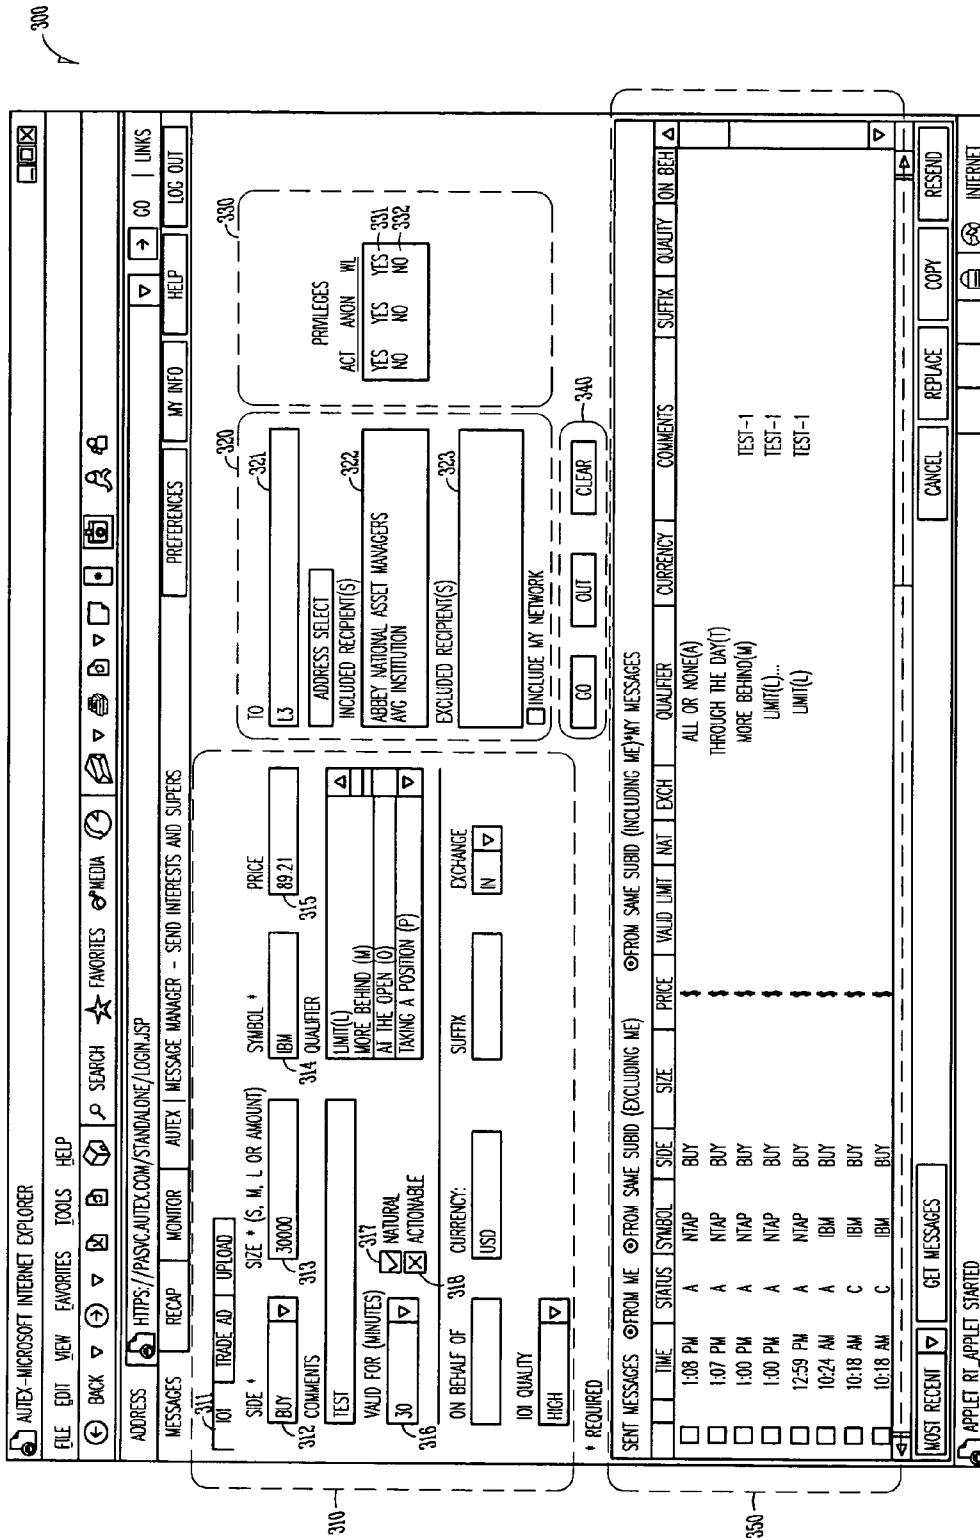 300
AUTEX-MICROSOFT INTERNET EXPLORER
FILE EDIT VIEW FAVORITES TOOLS HELP
BACK SEARCH FAVORITES MEDIA
ADDRESS HTTPS://PASVC.AUTEX.COM/STANDALONE/LOGIN.JSP GO LINKS
MESSAGES RECAP MONITOR AUTEX MESSAGE MANAGER - SEND INTERESTS AND SUPERS PREFERENCES MY INFO HELP LOG OUT
310
311
IOI TRADE AD UPLOAD
SIDE * SIZE * (S, M, L OR AMOUNT) SYMBOL * PRICE
BUY 30000 IBM 89.21
312 313 314 315
COMMENTS QUALIFIER
TEST
LIMIT(L)
MORE BEHIND (M)
AT THE OPEN (O)
TAKING A POSITION (P)
VALID FOR (MINUTES) 317
30 NATURAL
ACTIONABLE
316 318
ON BEHALF OF CURRENCY: SUFFIX EXCHANGE
USD IN
IOI QUALITY
HIGH
* REQUIRED
320
TO 321
L3
ADDRESS SELECT
INCLUDED RECIPIENT(S) 322
ABBEY NATIONAL ASSET MANAGERS
AVG INSTITUTION
EXCLUDED RECIPIENT(S) 323
INCLUDE MY NETWORK
330
PRIVILEGES
ACT ANON WL
YES YES YES 331
NO NO NO 332
GO OUT CLEAR 340
350
SENT MESSAGES FROM ME FROM SAME SUBID (EXCLUDING ME) FROM SAME SUBID (INCLUDING ME)*MY MESSAGES
TIME STATUS SYMBOL SIDE SIZE PRICE VALID LIMIT NAT EXCH QUALIFIER CURRENCY COMMENTS SUFFIX QUALITY ON BEH
1:08 PM A NTAP BUY ALL OR NONE(A)
1:07 PM A NTAP BUY THROUGH THE DAY(T)
1:00 PM A NTAP BUY MORE BEHIND(M) TEST-1
1:00 PM A NTAP BUY LIMIT(L)... TEST-1
12:59 PM A NTAP BUY LIMIT(L) TEST-1
10:24 AM A IBM BUY
10:18 AM C IBM BUY
10:18 AM C IBM BUY
MOST RECENT GET MESSAGES CANCEL REPLACE COPY RESEND
APPLET RT_APPLET STARTED INTERNET